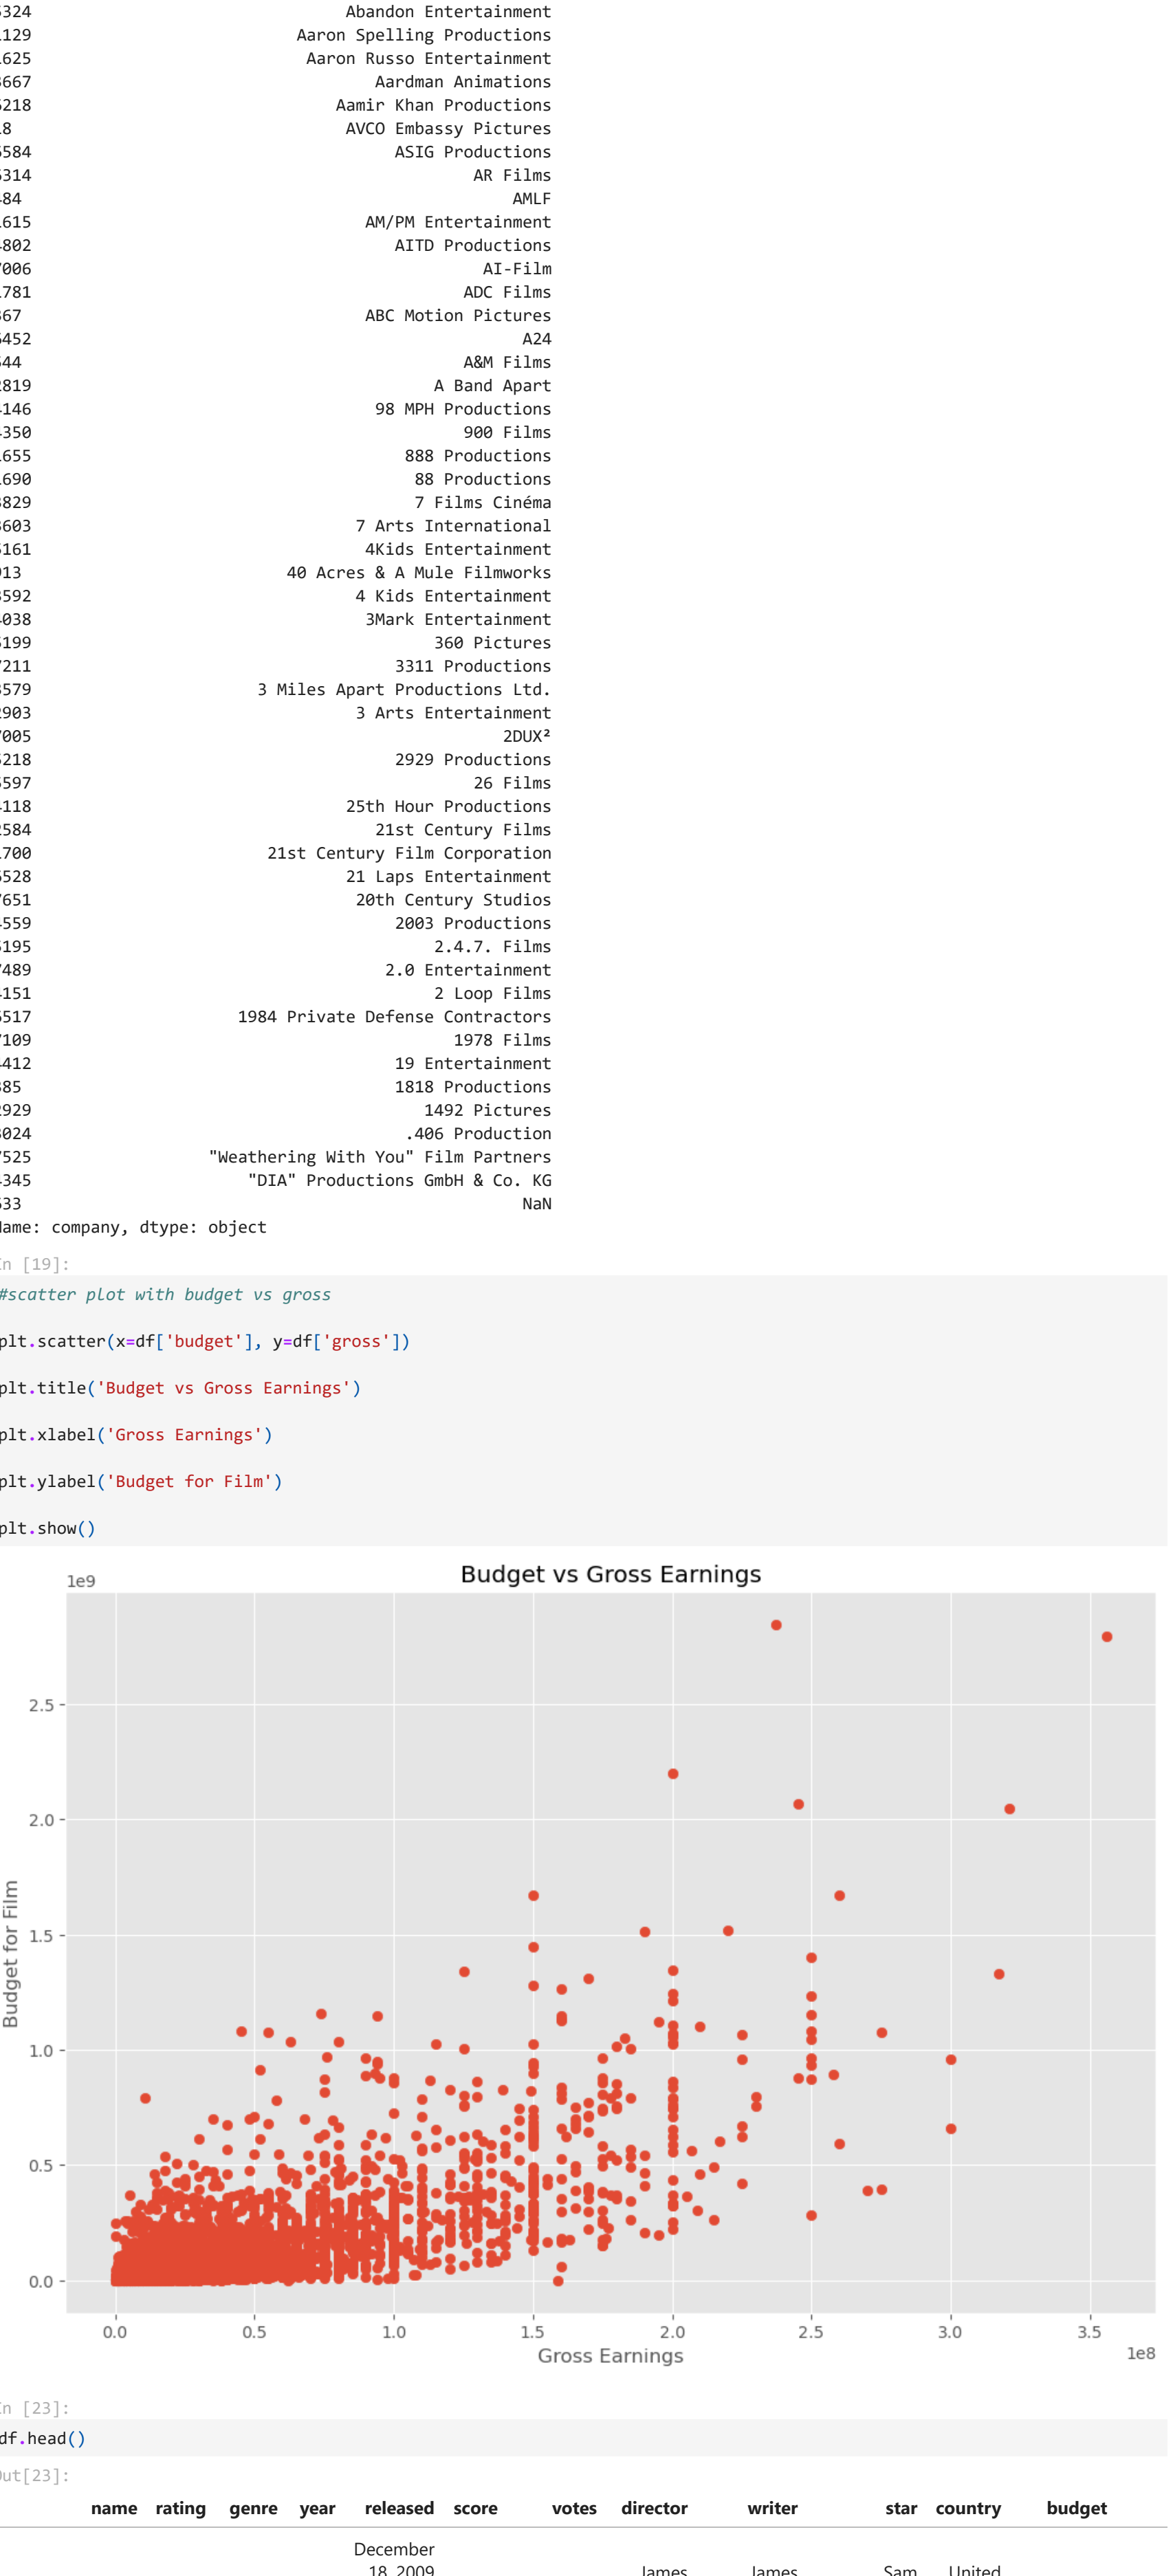 324 Abandon Entertainment
129 Aaron Spelling Productions
625 Aaron Russo Entertainment
667 Aardman Animations
218 Aamir Khan Productions
8 AVCO Embassy Pictures
584 ASIG Productions
314 AR Films
84 AMLF
615 AM/PM Entertainment
802 AITD Productions
006 AI-Film
781 ADC Films
67 ABC Motion Pictures
452 A24
44 A&M Films
819 A Band Apart
146 98 MPH Productions
350 900 Films
655 888 Productions
690 88 Productions
829 7 Films Cinéma
603 7 Arts International
161 4Kids Entertainment
13 40 Acres & A Mule Filmworks
592 4 Kids Entertainment
038 3Mark Entertainment
199 360 Pictures
211 3311 Productions
579 3 Miles Apart Productions Ltd.
903 3 Arts Entertainment
005 2DUX²
218 2929 Productions
597 26 Films
118 25th Hour Productions
584 21st Century Films
700 21st Century Film Corporation
528 21 Laps Entertainment
651 20th Century Studios
559 2003 Productions
195 2.4.7. Films
489 2.0 Entertainment
151 2 Loop Films
517 1984 Private Defense Contractors
109 1978 Films
412 19 Entertainment
85 1818 Productions
929 1492 Pictures
024 .406 Production
525 "Weathering With You" Film Partners
345 "DIA" Productions GmbH & Co. KG
33 NaN
Name: company, dtype: object
In [19]:
#scatter plot with budget vs gross
plt.scatter(x=df['budget'], y=df['gross'])
plt.title('Budget vs Gross Earnings')
plt.xlabel('Gross Earnings')
plt.ylabel('Budget for Film')
plt.show()
Budget vs Gross Earnings
1e9
2.5
2.0
1.5
1.0
0.5
0.0
Budget for Film
0.0 0.5 1.0 1.5 2.0 2.5 3.0 3.5
1e8
Gross Earnings
In [23]:
df.head()
Out[23]:
name rating genre year released score votes director writer star country budget
December
18, 2009 James James Sam United